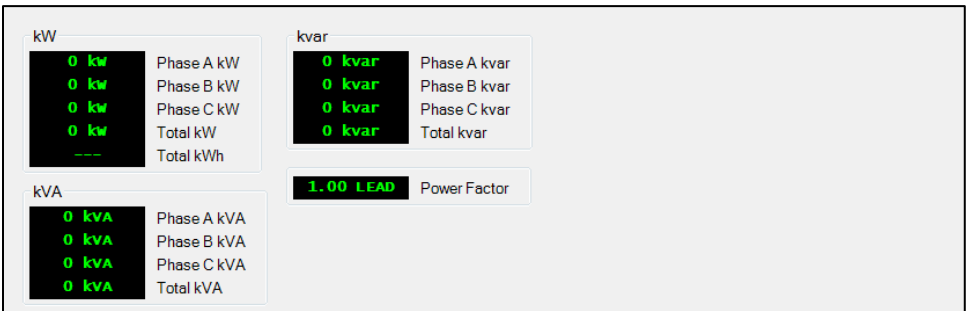 kW
0 kW Phase A kW
0 kW Phase B kW
0 kW Phase C kW
0 kW Total kW
--- Total kWh
kvar
0 kvar Phase A kvar
0 kvar Phase B kvar
0 kvar Phase C kvar
0 kvar Total kvar
1.00 LEAD Power Factor
kVA
0 kVA Phase A kVA
0 kVA Phase B kVA
0 kVA Phase C kVA
0 kVA Total kVA